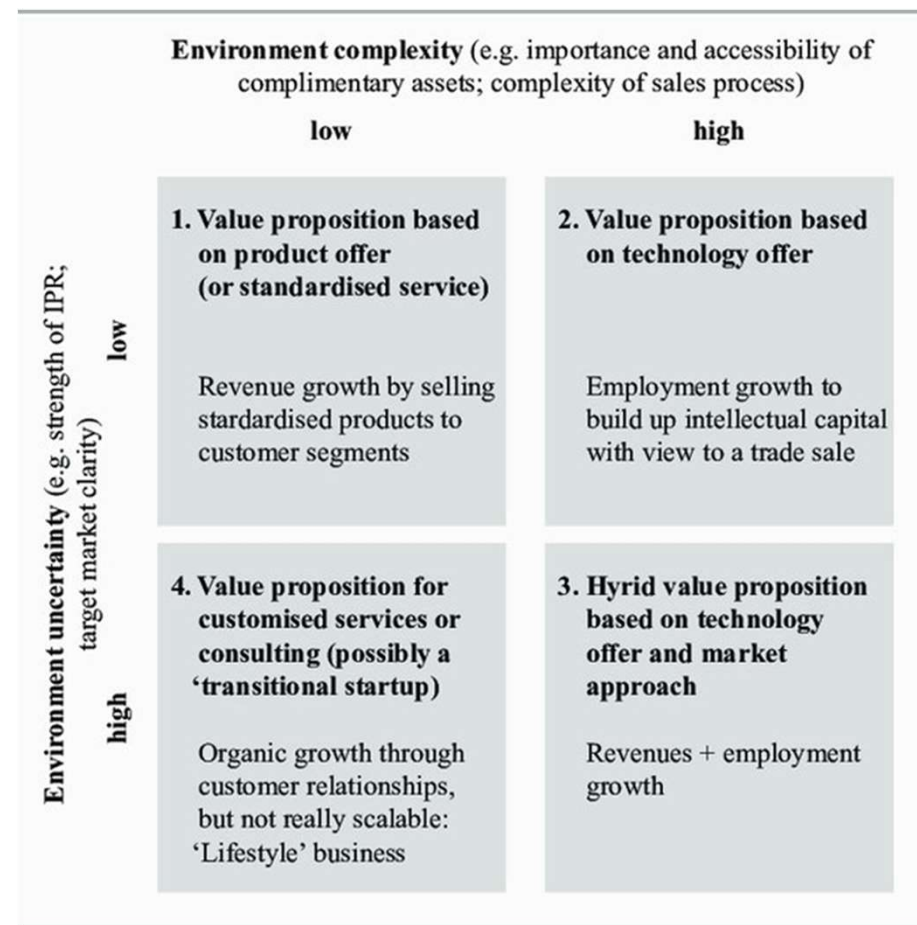 Environment complexity (e.g. importance and accessibility of
complimentary assets; complexity of sales process)
low
high
Environment uncertainty (e.g. strength of IPR;
target market clarity)
low
high
1. Value proposition based
on product offer
(or standardised service)
Revenue growth by selling
stardardised products to
customer segments
2. Value proposition based
on technology offer
Employment growth to
build up intellectual capital
with view to a trade sale
4. Value proposition for
customised services or
consulting (possibly a
‘transitional startup)
Organic growth through
customer relationships,
but not really scalable:
‘Lifestyle’ business
3. Hyrid value proposition
based on technology
offer and market
approach
Revenues + employment
growth